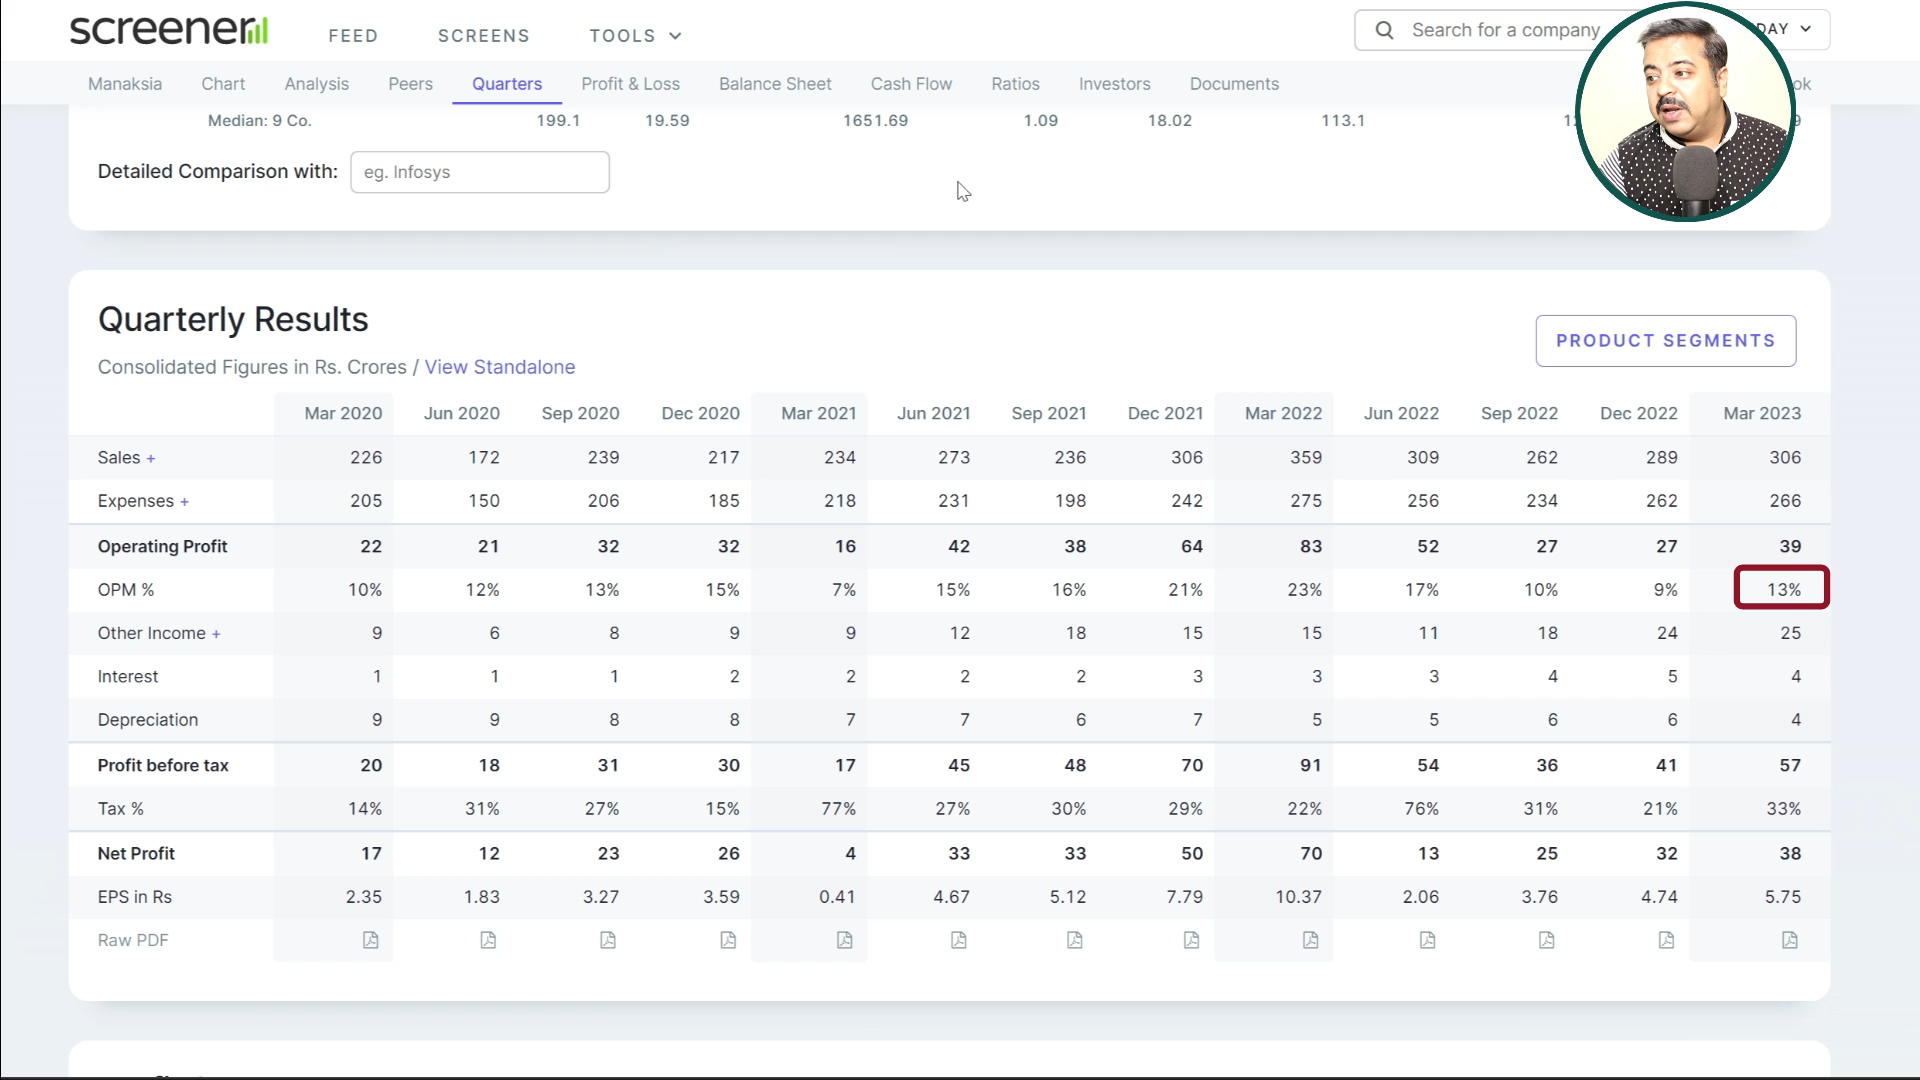 screener
FEED SCREENS TOOLS
Search for a company
DAY
Manaksia Chart Analysis Peers Quarters Profit & Loss Balance Sheet Cash Flow Ratios Investors Documents
Median: 9 Co. 199.1 19.59 1651.69 1.09 18.02 113.1
Detailed Comparison with: eg. Infosys
Quarterly Results
PRODUCT SEGMENTS
Consolidated Figures in Rs. Crores / View Standalone
Mar 2020 Jun 2020 Sep 2020 Dec 2020 Mar 2021 Jun 2021 Sep 2021 Dec 2021 Mar 2022 Jun 2022 Sep 2022 Dec 2022 Mar 2023
Sales + 226 172 239 217 234 273 236 306 359 309 262 289 306
Expenses + 205 150 206 185 218 231 198 242 275 256 234 262 266
Operating Profit 22 21 32 32 16 42 38 64 83 52 27 27 39
OPM % 10% 12% 13% 15% 7% 15% 16% 21% 23% 17% 10% 9% 13%
Other Income + 9 6 8 9 9 12 18 15 15 11 18 24 25
Interest 1 1 1 2 2 2 2 3 3 3 4 5 4
Depreciation 9 9 8 8 7 7 6 7 5 5 6 6 4
Profit before tax 20 18 31 30 17 45 48 70 91 54 36 41 57
Tax % 14% 31% 27% 15% 77% 27% 30% 29% 22% 76% 31% 21% 33%
Net Profit 17 12 23 26 4 33 33 50 70 13 25 32 38
EPS in Rs 2.35 1.83 3.27 3.59 0.41 4.67 5.12 7.79 10.37 2.06 3.76 4.74 5.75
Raw PDF